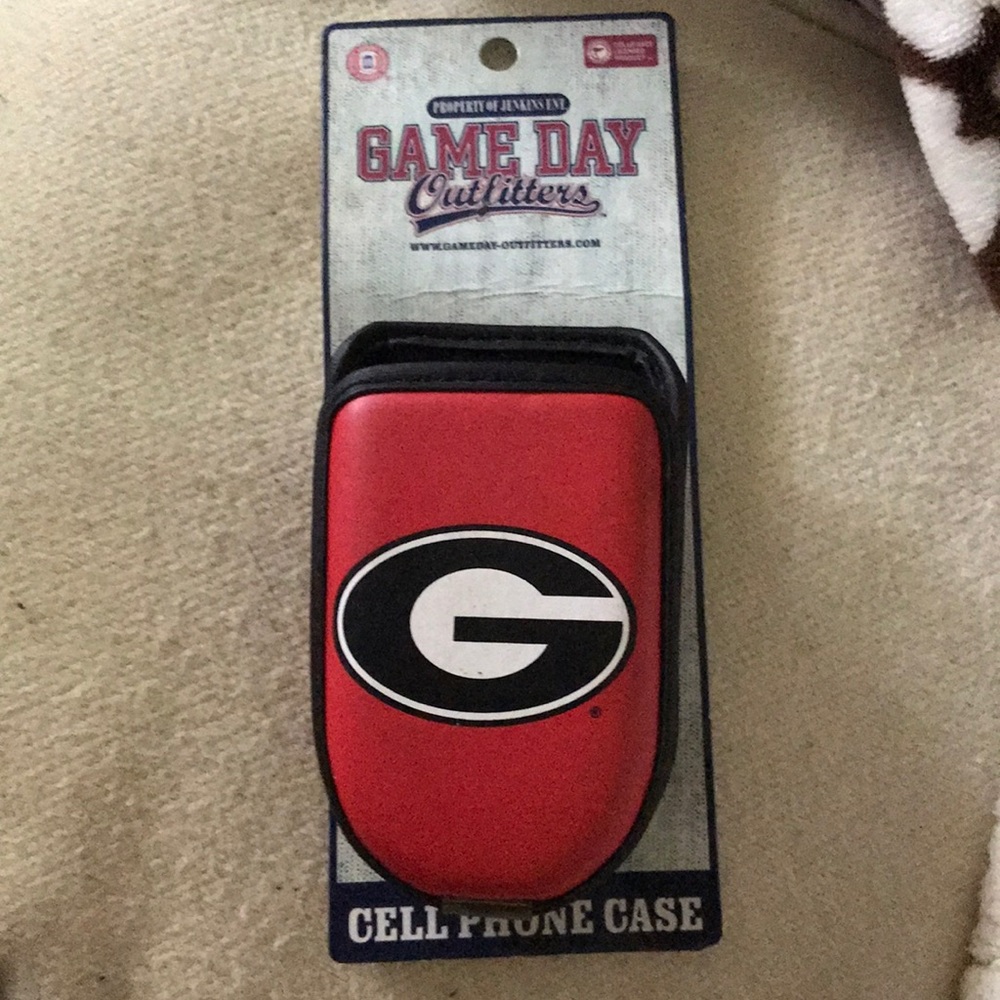 PROPERTY OF JENKINS ENT.
GAME DAY
Outfitters
WWW.GAMEDAY-OUTFITTERS.COM
G
®
CELL PHONE CASE